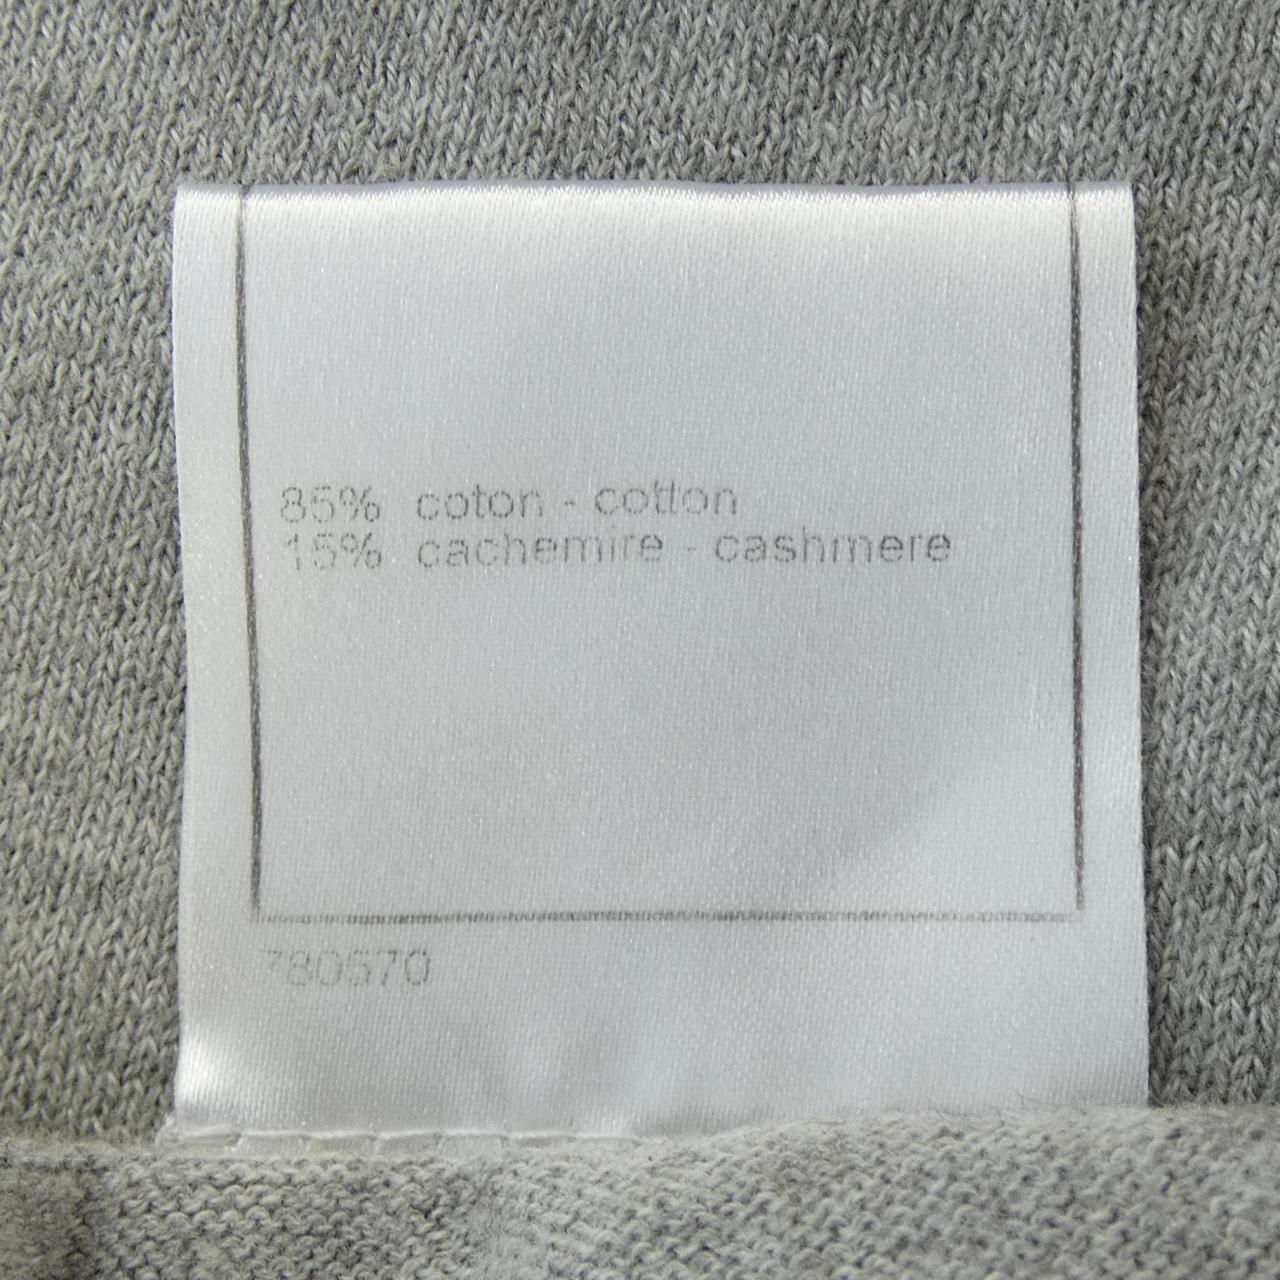 85% coton - cotton
15% cachemire - cashmere
780570